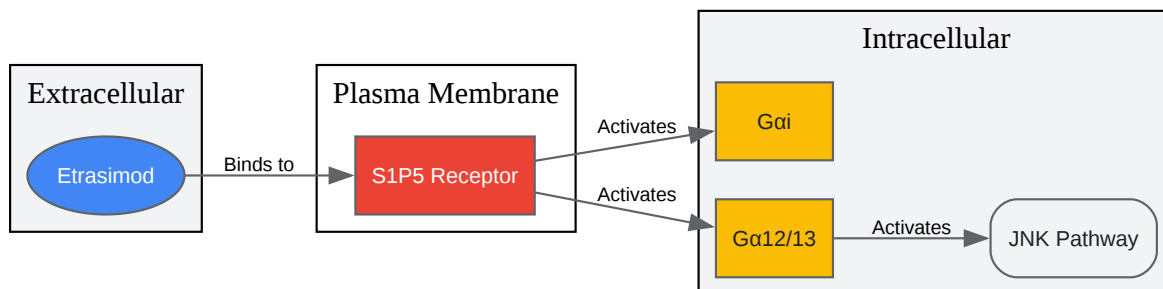 Extracellular
Etrasimod
Binds to
Plasma Membrane
S1P5 Receptor
Activates
Activates
Intracellular
Gαi
Gα12/13
Activates
JNK Pathway